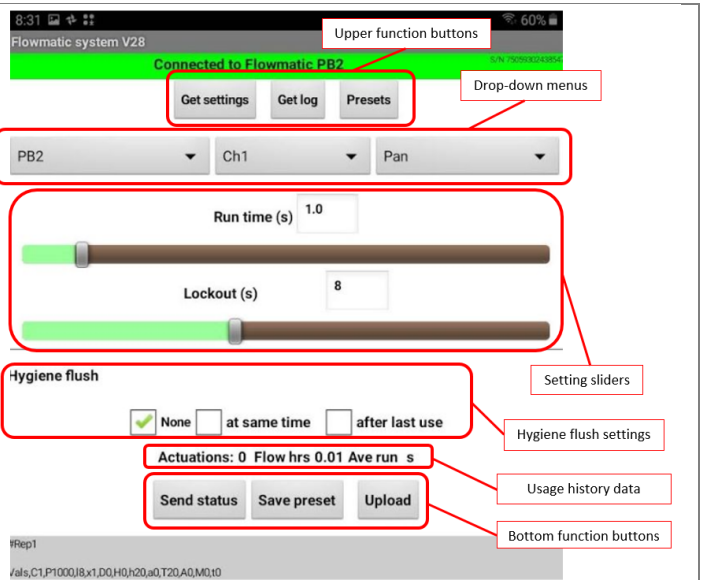 8:31 60%
Flowmatic system V28
Upper function buttons
Connected to Flowmatic PB2
Drop-down menus
Get settings Get log Presets
PB2 Ch1 Pan
Run time (s) 1.0
Lockout (s) 8
Setting sliders
Hygiene flush
None at same time after last use
Hygiene flush settings
Actuations: 0 Flow hrs 0.01 Ave run s
Usage history data
Send status Save preset Upload
Bottom function buttons
#Rep1
Vals,C1,P1000,I8,x1,D0,H0,h20,a0,T20,A0,M0,t0